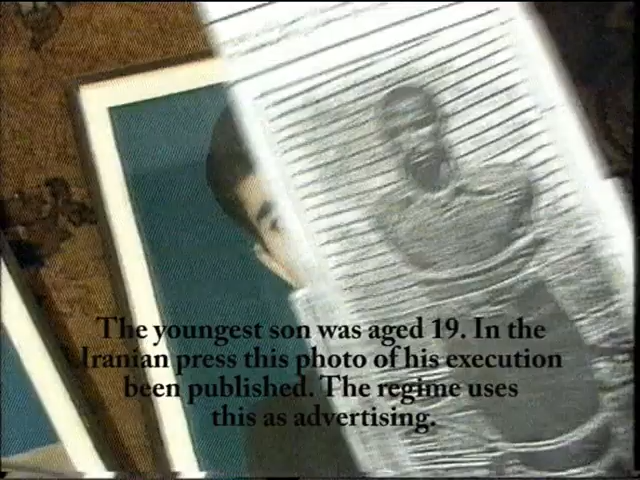 The youngest son was aged 19. In the
Iranian press this photo of his execution
been published. The regime uses
this as advertising.